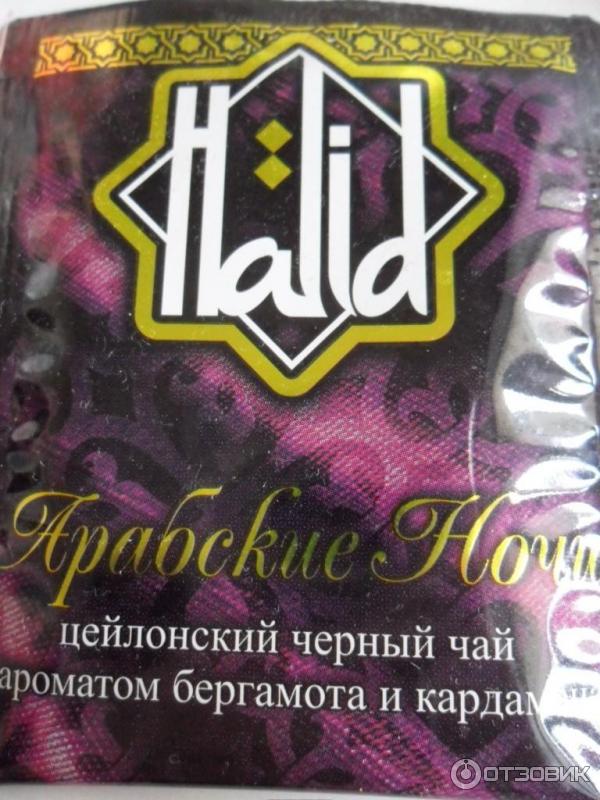 Halid
Арабские Ночи
цейлонский черный чай
ароматом бергамота и кардам
ОТЗОВИК